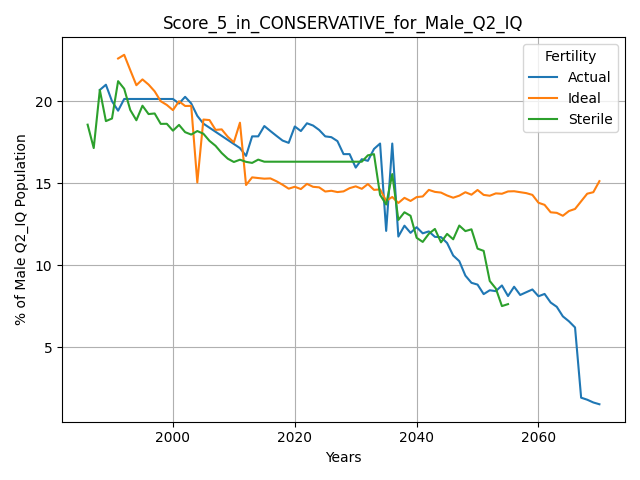 Score_5_in_CONSERVATIVE_for_Male_Q2_IQ
Fertility
Actual
Ideal
Sterile
% of Male Q2_IQ Population
20
15
10
5
2000
2020
2040
2060
Years